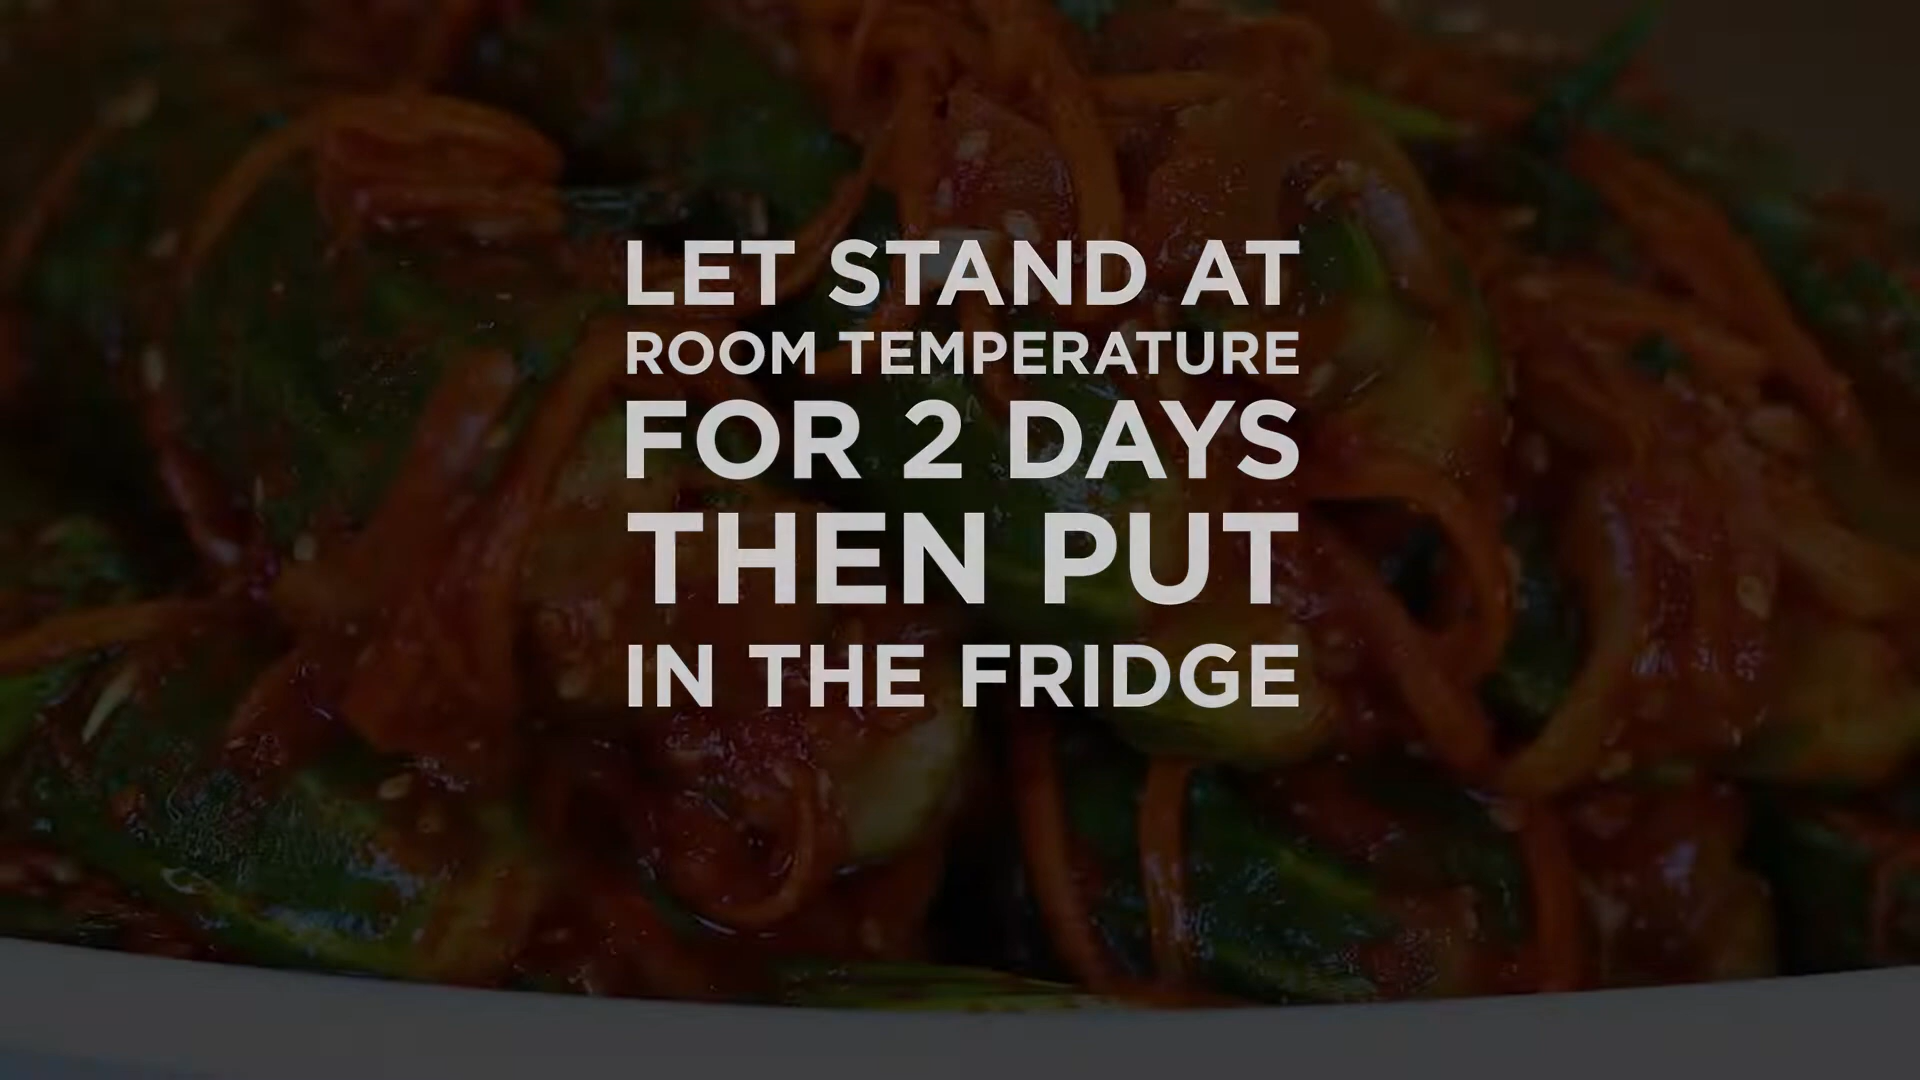 LET STAND AT
ROOM TEMPERATURE
FOR 2 DAYS
THEN PUT
IN THE FRIDGE